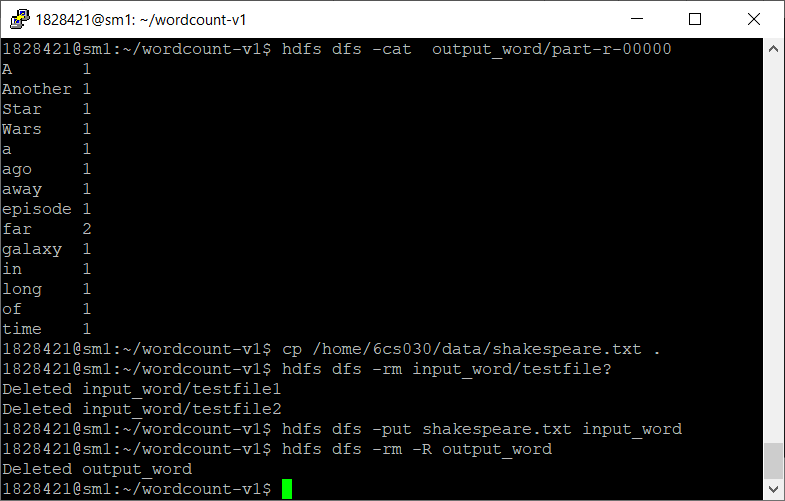 1828421@sm1: ~/wordcount-v1
1828421@sm1:~/wordcount-v1$ hdfs dfs -cat  output_word/part-r-00000
A       1
Another 1
Star    1
Wars    1
a       1
ago     1
away    1
episode 1
far     2
galaxy  1
in      1
long    1
of      1
time    1
1828421@sm1:~/wordcount-v1$ cp /home/6cs030/data/shakespeare.txt .
1828421@sm1:~/wordcount-v1$ hdfs dfs -rm input_word/testfile?
Deleted input_word/testfile1
Deleted input_word/testfile2
1828421@sm1:~/wordcount-v1$ hdfs dfs -put shakespeare.txt input_word
1828421@sm1:~/wordcount-v1$ hdfs dfs -rm -R output_word
Deleted output_word
1828421@sm1:~/wordcount-v1$